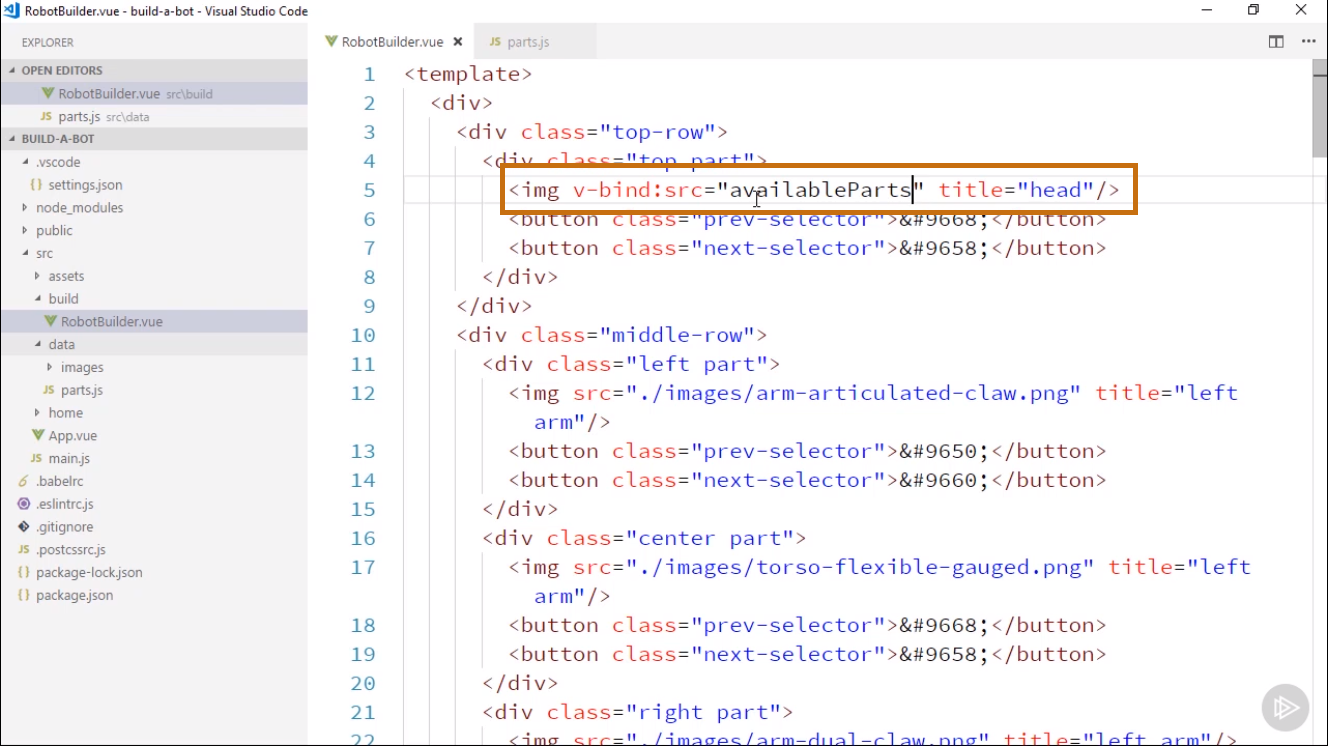 RobotBuilder.vue - build-a-bot - Visual Studio Code
EXPLORER
OPEN EDITORS
RobotBuilder.vue src\build
JS parts.js src\data
BUILD-A-BOT
.vscode
{} settings.json
node_modules
public
src
assets
build
RobotBuilder.vue
data
images
JS parts.js
home
App.vue
JS main.js
.babelrc
.eslintrc.js
.gitignore
JS .postcssrc.js
{} package-lock.json
{} package.json
RobotBuilder.vue × JS parts.js
1 <template>
2 <div>
3 <div class="top-row">
4 <div class="top part">
5 <img v-bind:src="availableParts" title="head"/>
6 <button class="prev-selector">&#9668;</button>
7 <button class="next-selector">&#9658;</button>
8 </div>
9 </div>
10 <div class="middle-row">
11 <div class="left part">
12 <img src="./images/arm-articulated-claw.png" title="left
arm"/>
13 <button class="prev-selector">&#9650;</button>
14 <button class="next-selector">&#9660;</button>
15 </div>
16 <div class="center part">
17 <img src="./images/torso-flexible-gauged.png" title="left
arm"/>
18 <button class="prev-selector">&#9668;</button>
19 <button class="next-selector">&#9658;</button>
20 </div>
21 <div class="right part">
22 <img src="./images/arm-dual-claw.png" title="left arm"/>